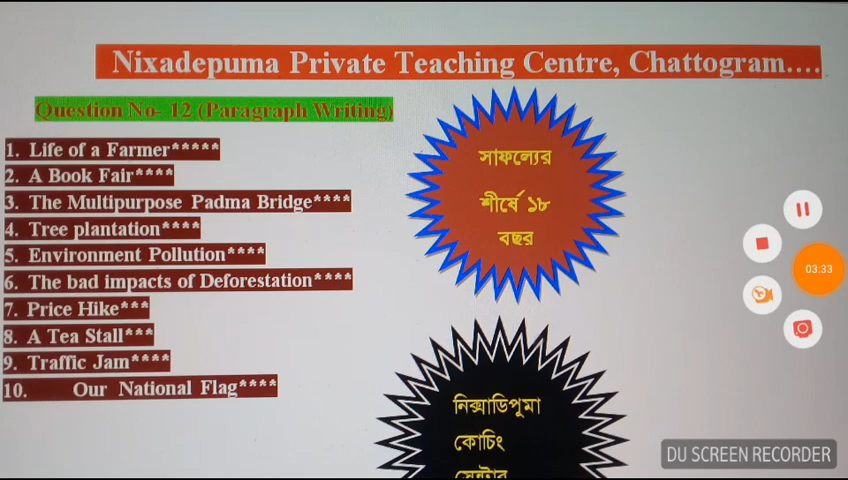 Nixadepuma Private Teaching Centre, Chattogram....
Question No- 12 (Paragraph Writing)
1. Life of a Farmer*****
2. A Book Fair****
3. The Multipurpose Padma Bridge****
4. Tree plantation****
5. Environment Pollution****
6. The bad impacts of Deforestation****
7. Price Hike***
8. A Tea Stall***
9. Traffic Jam****
10. Our National Flag****
সাফল্যের
শীর্ষে ১৮
বছর
নিক্সাডিপুমা
কোচিং
সেন্টার
03:33
DU SCREEN RECORDER